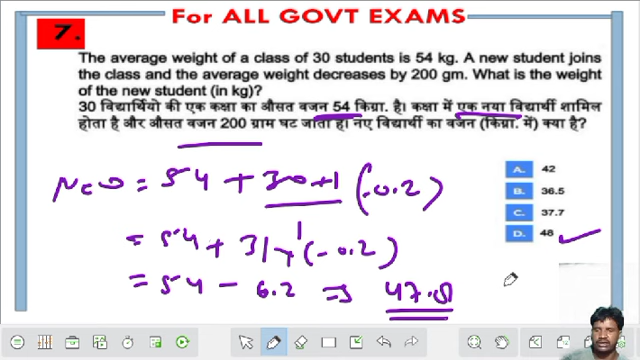 For ALL GOVT EXAMS
7.
The average weight of a class of 30 students is 54 kg. A new student joins
the class and the average weight decreases by 200 gm. What is the weight
of the new student (in kg)?
30 विद्यार्थियो की एक कक्षा का औसत वजन 54 किग्रा. है। कक्षा में एक नया विद्यार्थी शामिल
होता है और औसत वजन 200 ग्राम घट जाता है। नए विद्यार्थी का वजन (किग्रा. में) क्या है?
A. 42
B. 36.5
C. 37.7
D. 48
New = 54 + 30+1 (-0.2)
= 54 + 31 (-0.2)
= 54 - 6.2 ⇒ 47.8